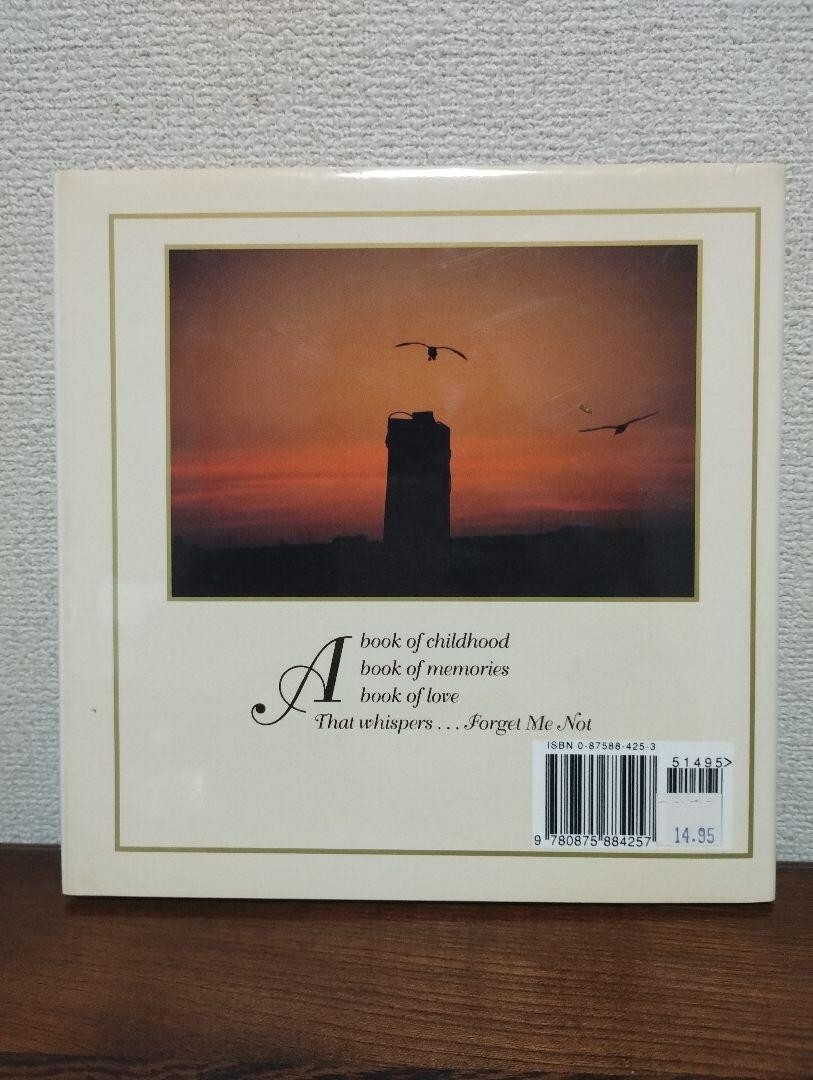 A book of childhood
book of memories
book of love
That whispers . . . Forget Me Not
ISBN 0-87588-425-3
51495>
9 780875 884257
14.95